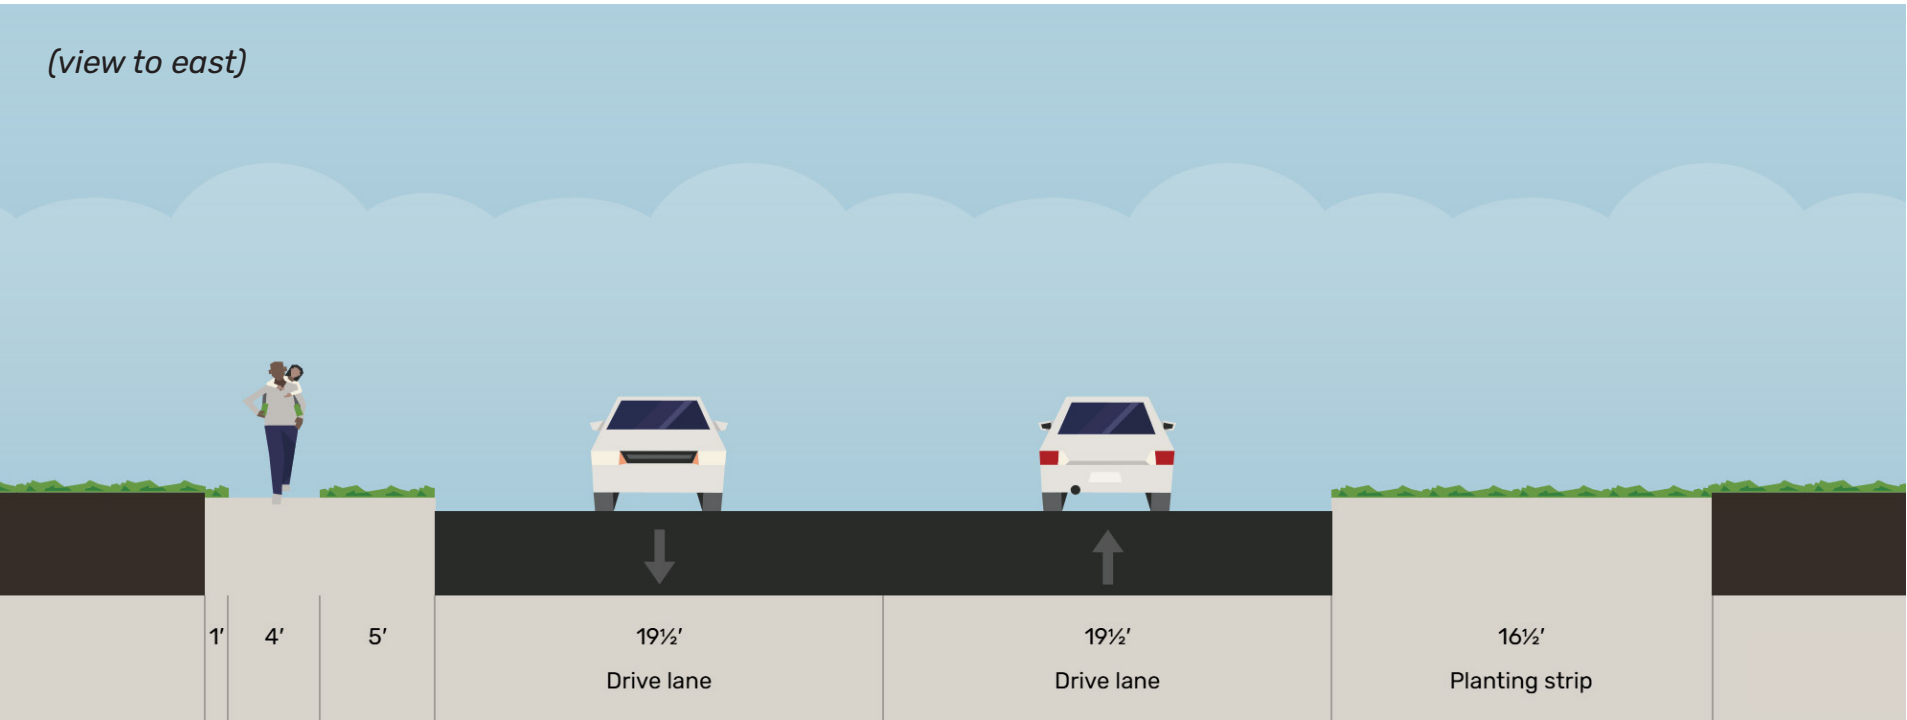 (view to east)
1′ 4′ 5′ 19½′ 19½′ 16½′
Drive lane Drive lane Planting strip